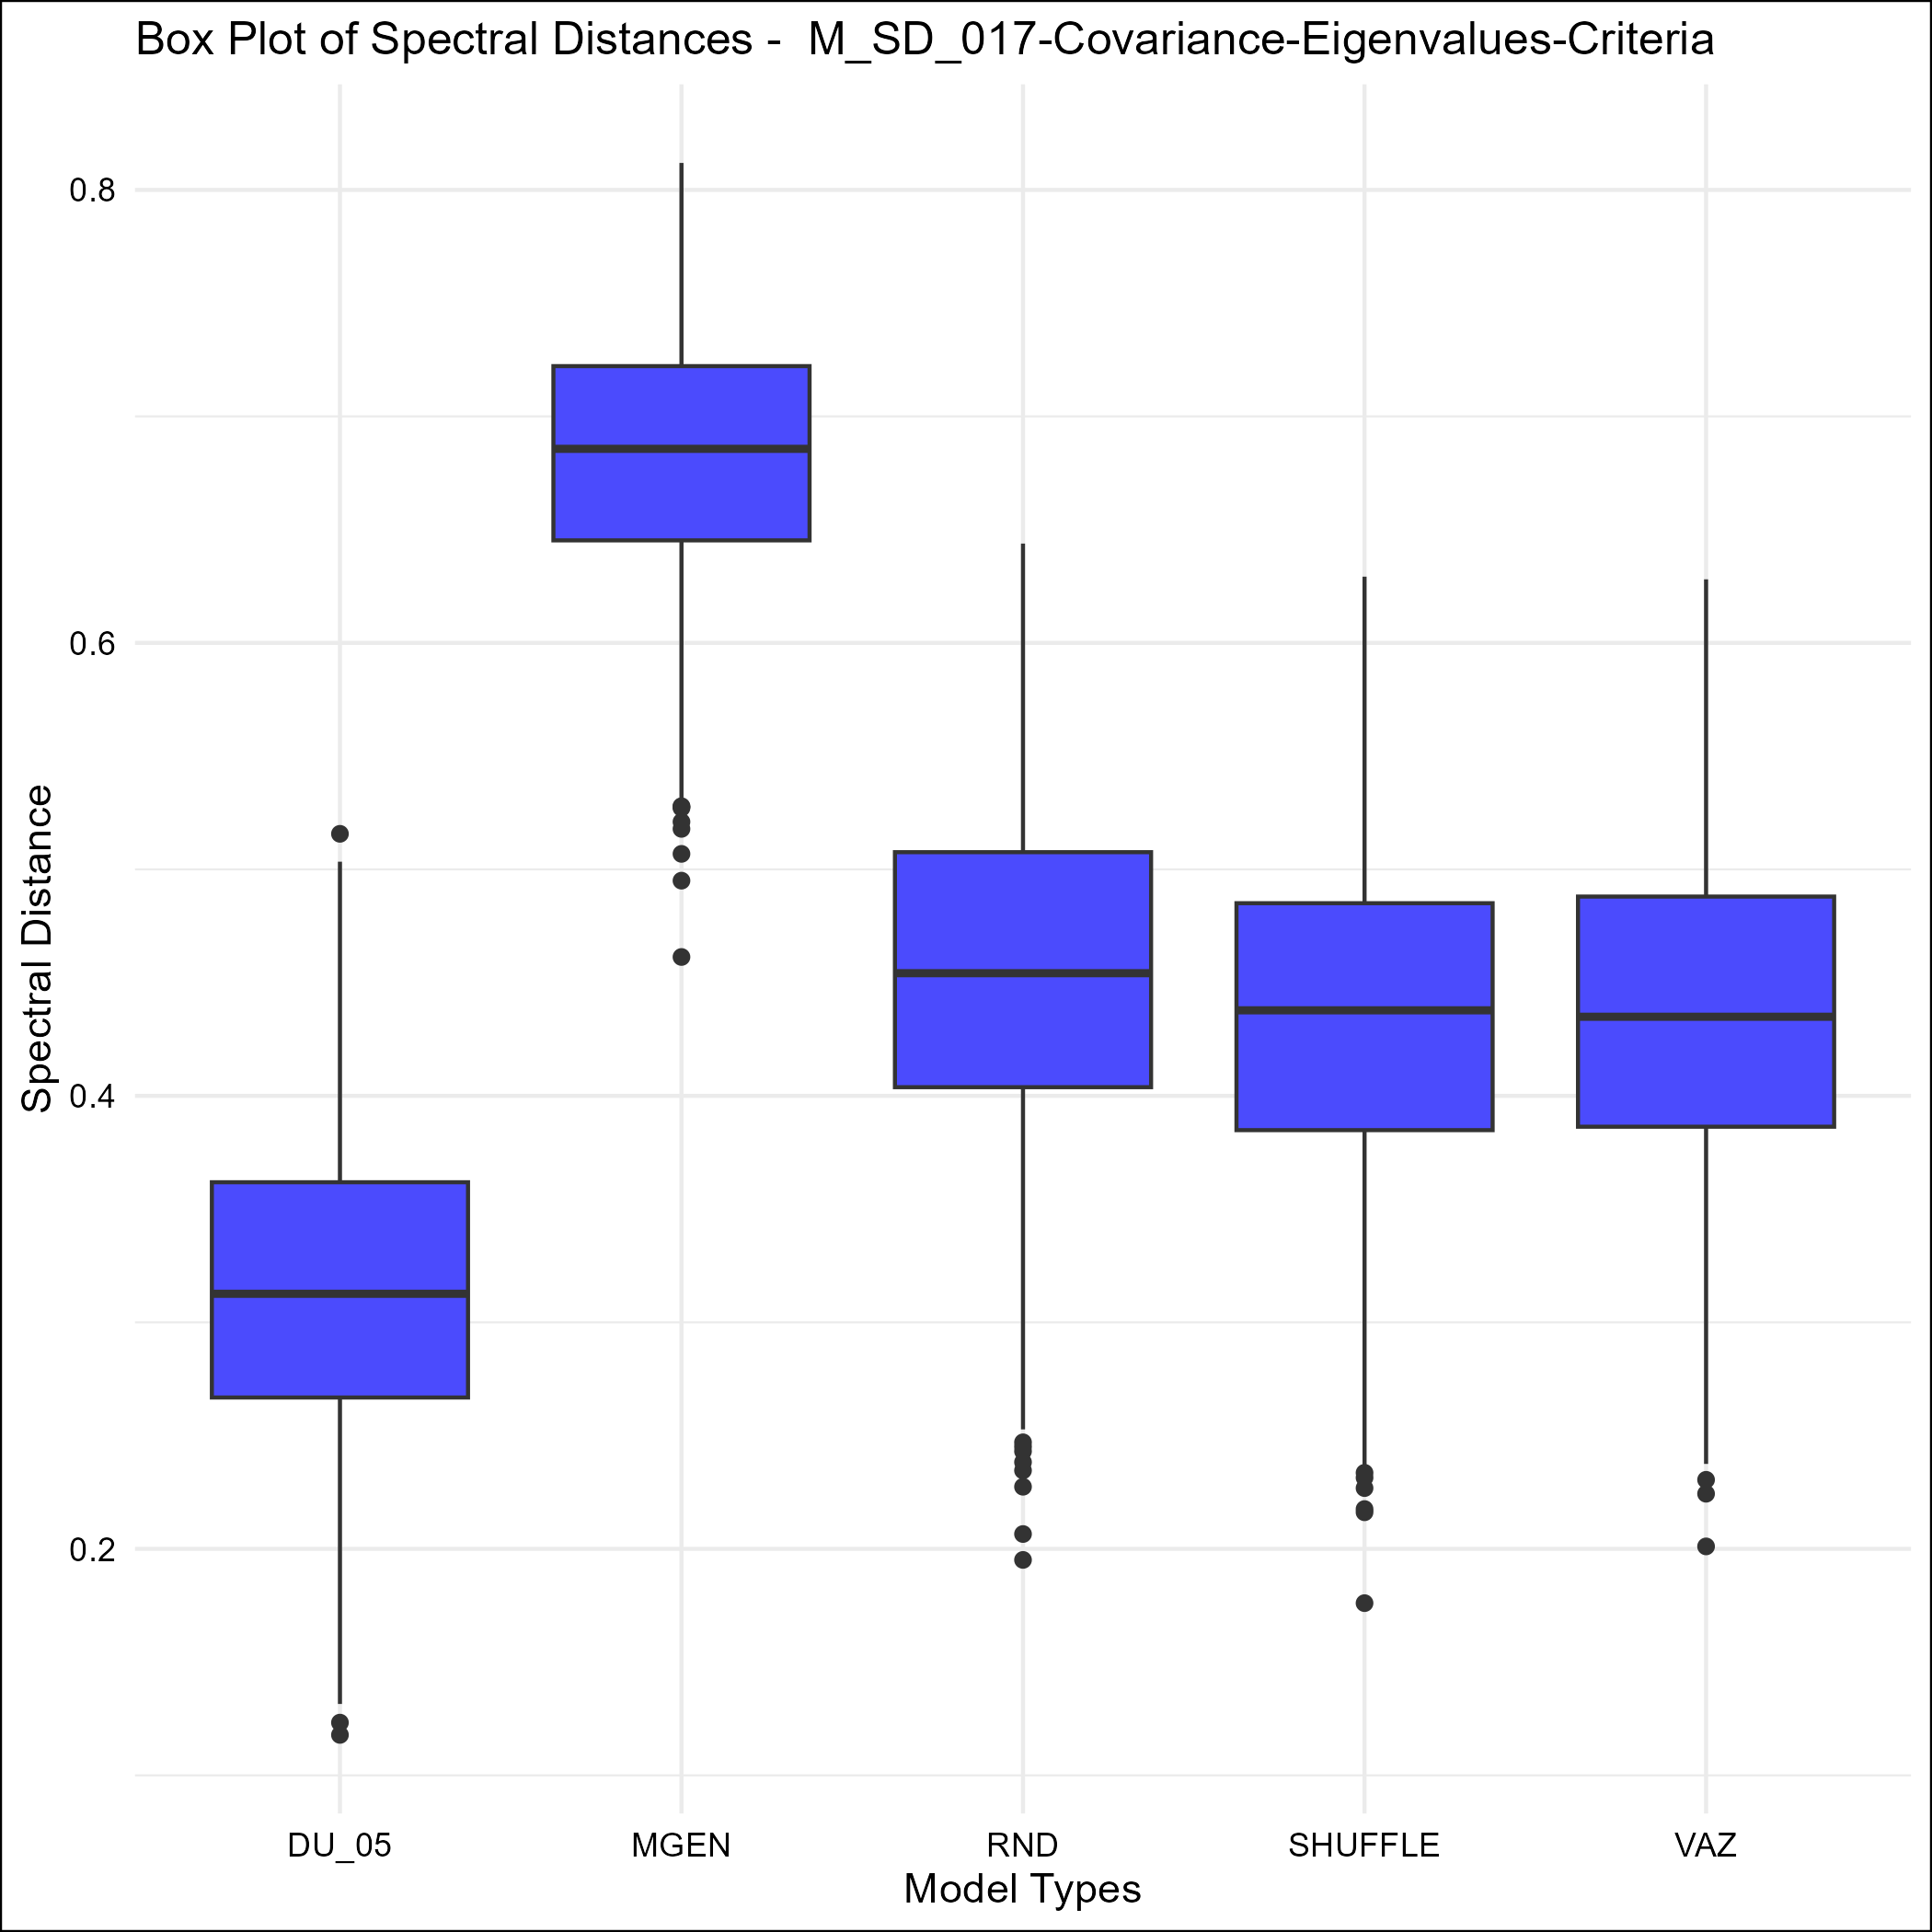 Box Plot of Spectral Distances -  M_SD_017-Covariance-Eigenvalues-Criteria
Spectral Distance
0.8
0.6
0.4
0.2
DU_05 MGEN RND SHUFFLE VAZ
Model Types